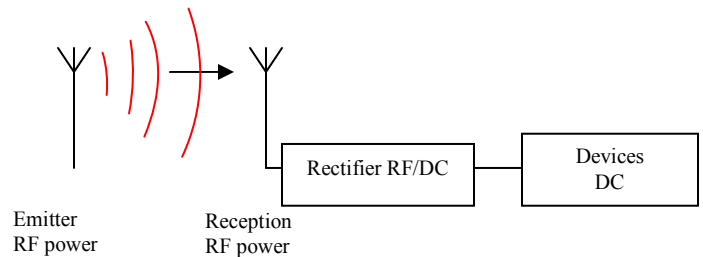 Rectifier RF/DC
Devices
DC
Emitter
RF power
Reception
RF power